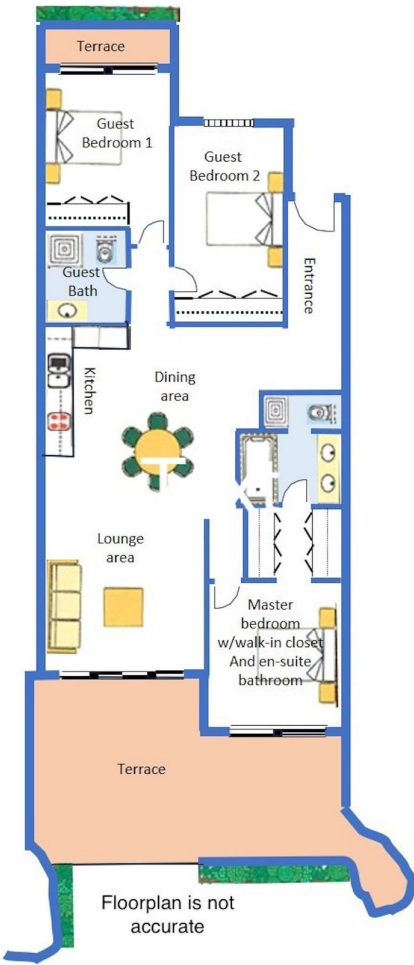 Terrace
Guest
Bedroom 1
Guest
Bedroom 2
Guest
Bath
Entrance
Kitchen
Dining
area
Lounge
area
Master
bedroom
w/walk-in closet
And en-suite
bathroom
Terrace
Floorplan is not
accurate